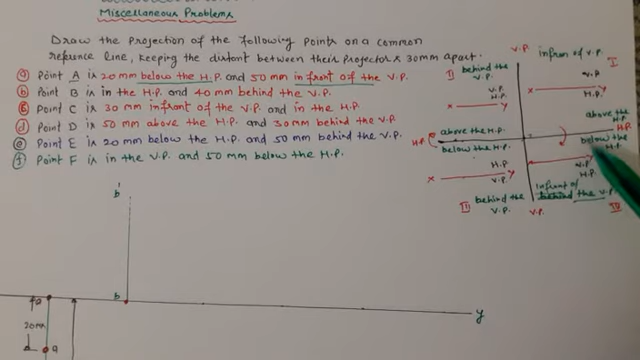 Miscellaneous Problems
Draw the projection of the following points on a common
reference line, keeping the distant between their projectors 30mm apart.
(a) Point A is 20 mm below the H.P. and 50 mm in front of the V.P.
(b) Point B is in the H.P. and 40 mm behind the V.P.
(c) Point C is 30 mm infront of the V.P. and in the H.P.
(d) Point D is 50 mm above the H.P. and 30 mm behind the V.P.
(e) Point E is 20 mm below the H.P. and 50 mm behind the V.P.
(f) Point F is in the V.P. and 50 mm below the H.P.
V.P. infron of V.P. I
II behind the V.P.
V.P.
H.P.
x y
V.P
H.P.
above the H.P.
above the H.P.
H.P.
H.P.
below the H.P.
below the H.P.
H.P.
V.P.
x y
V.P.
H.P.
III behind the V.P.
V.P.
infront of behind the V.P.
b'
b
y
a'
20mm
a